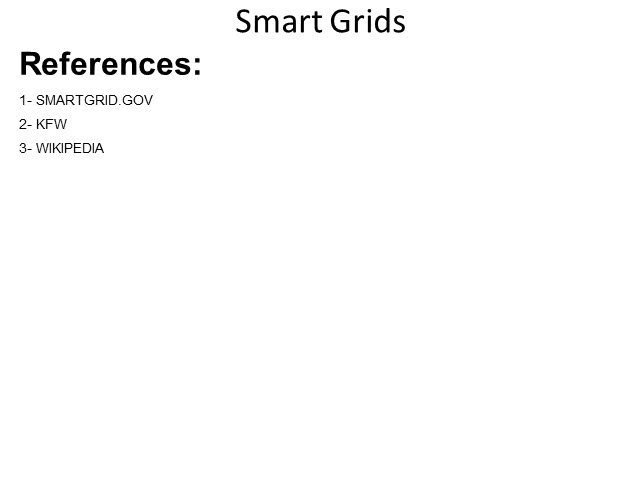 Smart Grids
References:
1- SMARTGRID.GOV
2- KFW
3- WIKIPEDIA